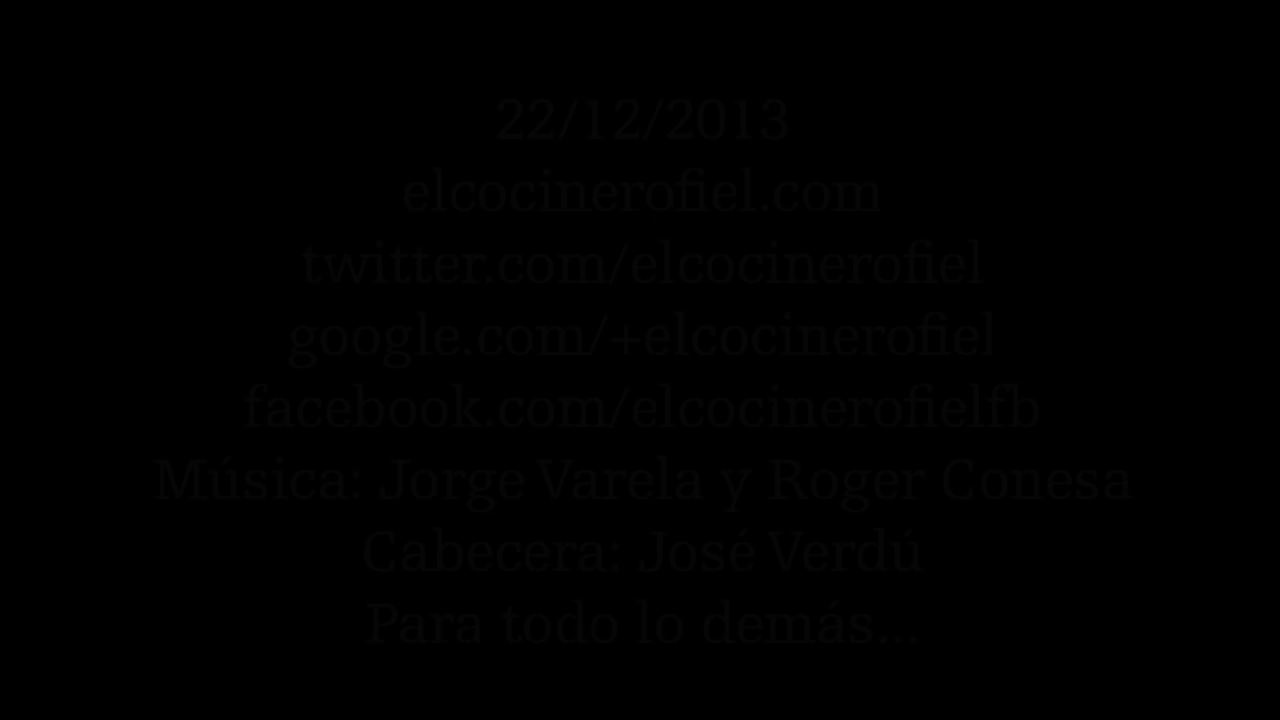 22/12/2013
elcocinerofiel.com
twitter.com/elcocinerofiel
google.com/+elcocinerofiel
facebook.com/elcocinerofielfb
Música: Jorge Varela y Roger Conesa
Cabecera: José Verdú
Para todo lo demás...